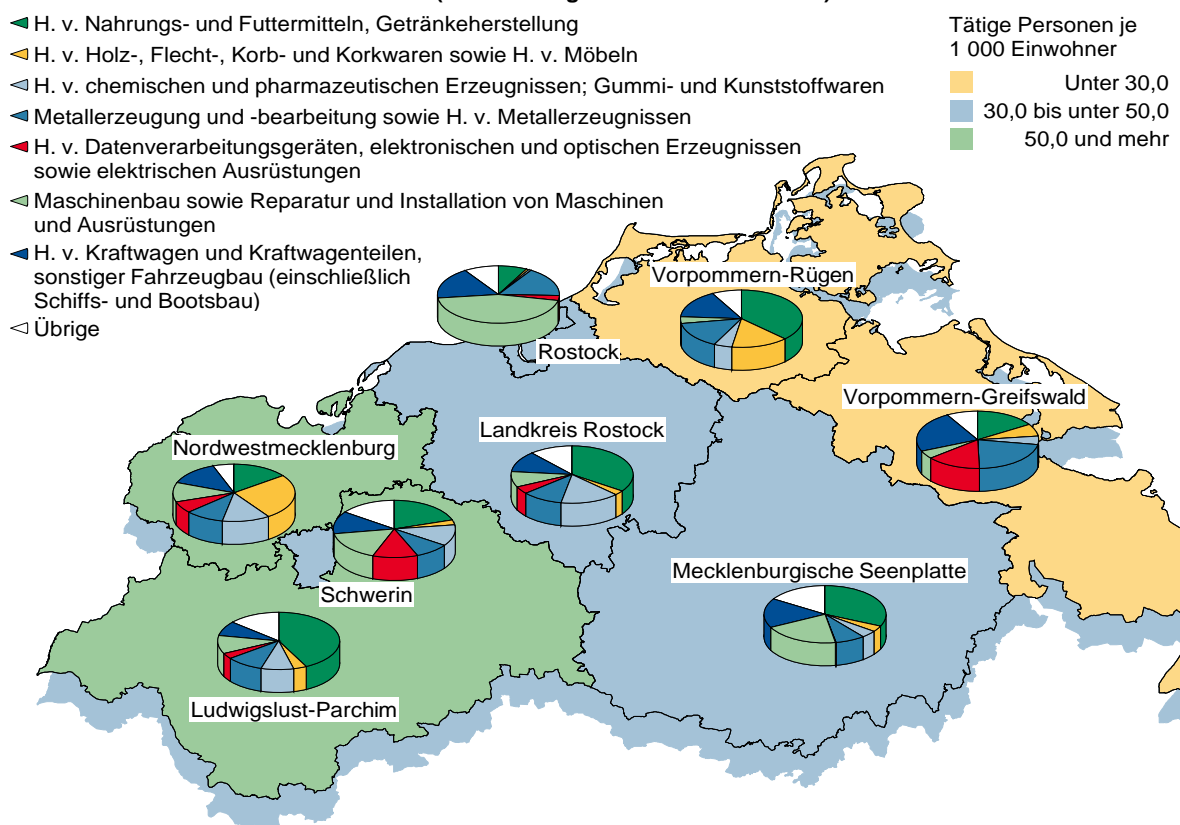 H. v. Nahrungs- und Futtermitteln, Getränkeherstellung
H. v. Holz-, Flecht-, Korb- und Korkwaren sowie H. v. Möbeln
H. v. chemischen und pharmazeutischen Erzeugnissen; Gummi- und Kunststoffwaren
Metallerzeugung und -bearbeitung sowie H. v. Metallerzeugnissen
H. v. Datenverarbeitungsgeräten, elektronischen und optischen Erzeugnissen
sowie elektrischen Ausrüstungen
Maschinenbau sowie Reparatur und Installation von Maschinen
und Ausrüstungen
H. v. Kraftwagen und Kraftwagenteilen,
sonstiger Fahrzeugbau (einschließlich
Schiffs- und Bootsbau)
Übrige
Tätige Personen je
1 000 Einwohner
Unter 30,0
30,0 bis unter 50,0
50,0 und mehr
Vorpommern-Rügen
Rostock
Vorpommern-Greifswald
Landkreis Rostock
Nordwestmecklenburg
Mecklenburgische Seenplatte
Schwerin
Ludwigslust-Parchim